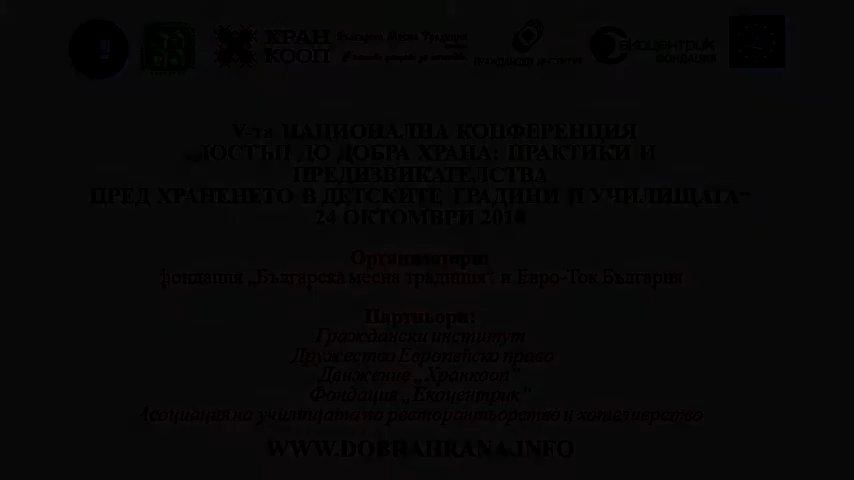 ХРАН КООП
Българска Месна Традиция
ГРАЖДАНСКИ ИНСТИТУТ
екоцентрик
ФОНДАЦИЯ
V-та НАЦИОНАЛНА КОНФЕРЕНЦИЯ
„ДОСТЪП ДО ДОБРА ХРАНА: ПРАКТИКИ И
ПРЕДИЗВИКАТЕЛСТВА
ПРЕД ХРАНЕНЕТО В ДЕТСКИТЕ ГРАДИНИ И УЧИЛИЩАТА“
24 ОКТОМВРИ 2018
Организатори:
фондация „Българска месна традиция“ и Евро-Ток България
Партньори:
Граждански институт
Дружество Европейско право
Движение „Хранкооп“
Фондация „Екоцентрик“
Асоциация на училищата по ресторантьорство и хотелиерство
WWW.DOBRAHRANA.INFO